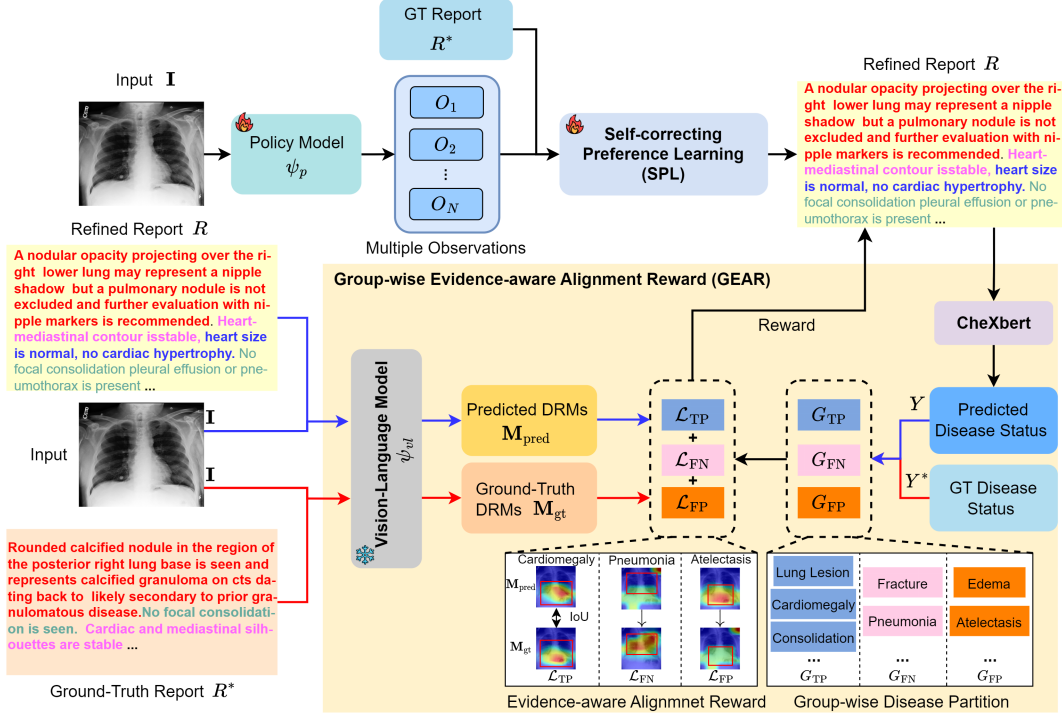 GT Report
R*
Input I
Policy Model
ψp
O1
O2
⋮
ON
Multiple Observations
Self-correcting
Preference Learning
(SPL)
Refined Report R
A nodular opacity projecting over the ri-
ght lower lung may represent a nipple
shadow but a pulmonary nodule is not
excluded and further evaluation with ni-
pple markers is recommended. Heart-
mediastinal contour isstable, heart size
is normal, no cardiac hypertrophy. No
focal consolidation pleural effusion or pne-
umothorax is present ...
Refined Report R
A nodular opacity projecting over the ri-
ght lower lung may represent a nipple
shadow but a pulmonary nodule is not
excluded and further evaluation with ni-
pple markers is recommended. Heart-
mediastinal contour isstable, heart size
is normal, no cardiac hypertrophy. No
focal consolidation pleural effusion or pne-
umothorax is present ...
Input
I
I
Rounded calcified nodule in the region of
the posterior right lung base is seen and
represents calcified granuloma on cts da-
ting back to likely secondary to prior gra-
nulomatous disease.No focal consolidati-
on is seen. Cardiac and mediastinal silh-
ouettes are stable ...
Ground-Truth Report R*
Group-wise Evidence-aware Alignment Reward (GEAR)
Vision-Language Model
ψvl
Predicted DRMs
Mpred
Ground-Truth
DRMs Mgt
Reward
LTP
+
LFN
+
LFP
GTP
GFN
GFP
CheXbert
Y
Predicted
Disease Status
Y*
GT Disease
Status
Cardiomegaly Pneumonia Atelectasis
Mpred
IoU
Mgt
LTP LFN LFP
Evidence-aware Alignmnet Reward
Lung Lesion
Cardiomegaly
Consolidation
...
GTP
Fracture
Pneumonia
...
GFN
Edema
Atelectasis
...
GFP
Group-wise Disease Partition